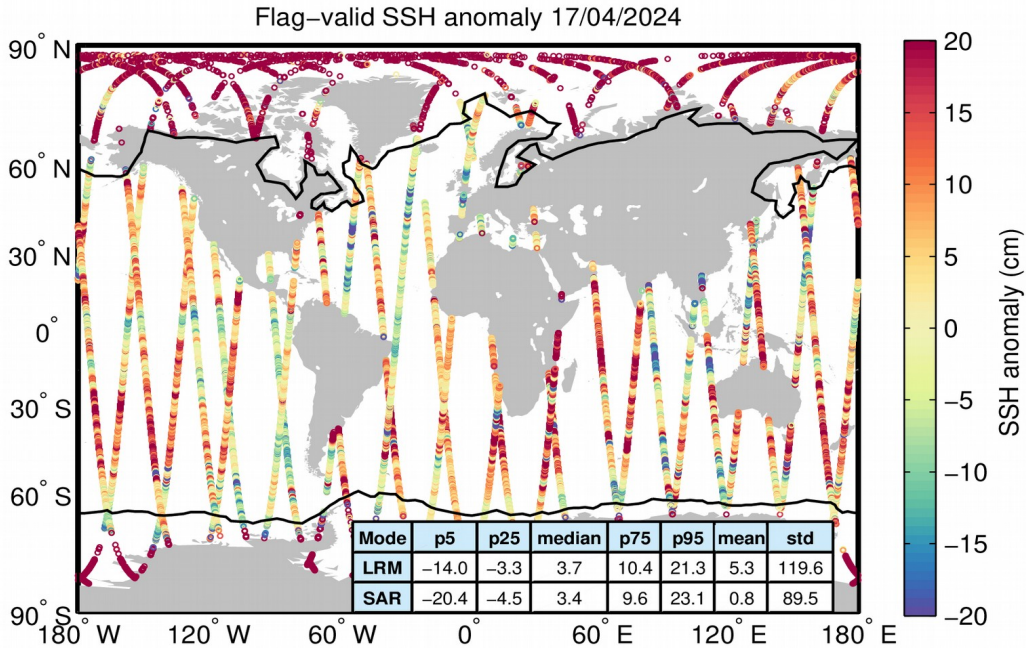 Flag−valid SSH anomaly 17/04/2024
90° N
60° N
30° N
0°
30° S
60° S
90° S
180° W 120° W 60° W 0° 60° E 120° E 180° E
Mode p5 p25 median p75 p95 mean std
LRM −14.0 −3.3 3.7 10.4 21.3 5.3 119.6
SAR −20.4 −4.5 3.4 9.6 23.1 0.8 89.5
20
15
10
5
0
−5
−10
−15
−20
SSH anomaly (cm)